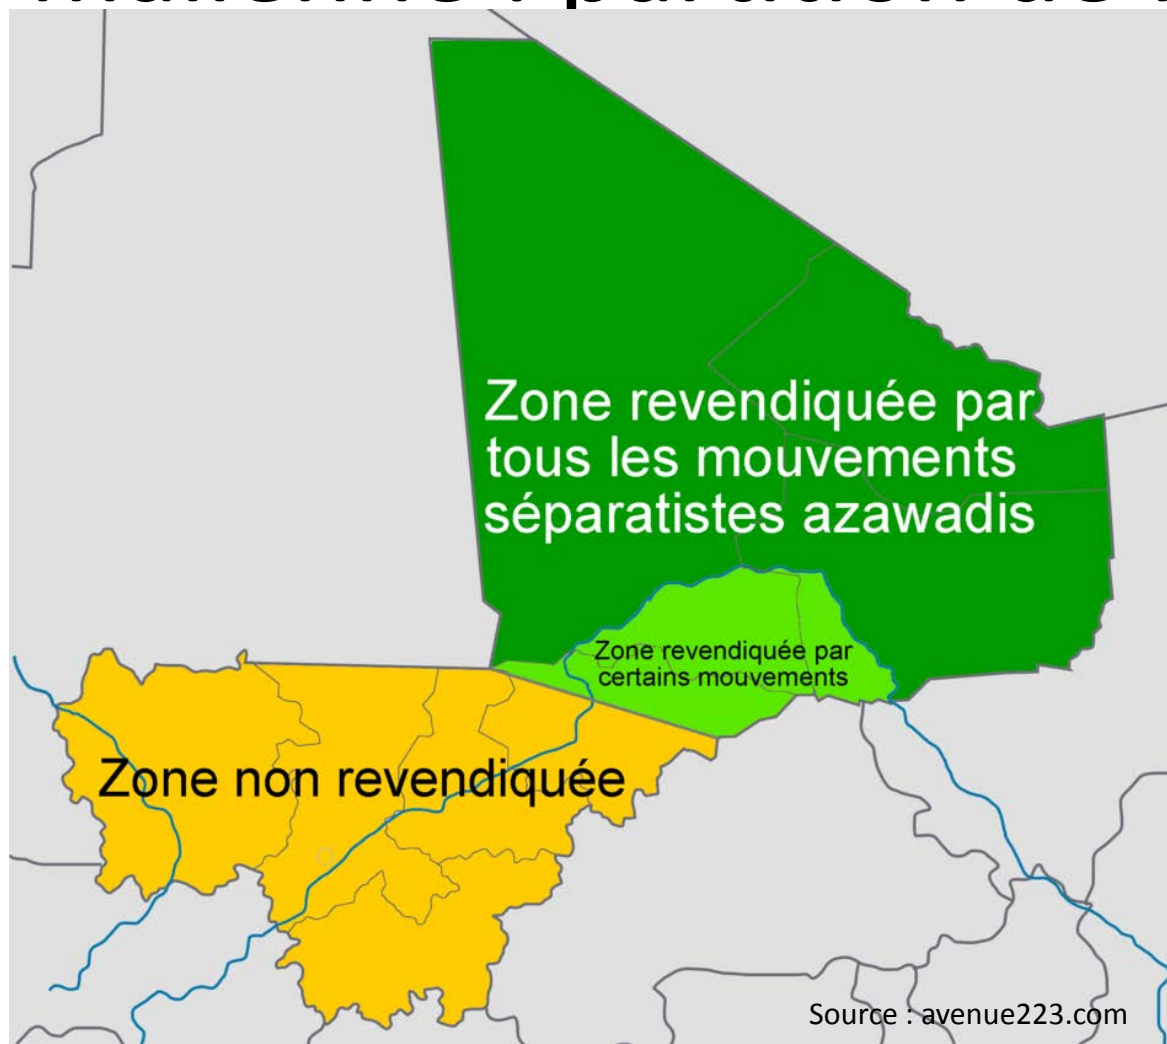 Zone revendiquée par
tous les mouvements
séparatistes azawadis
Zone revendiquée par
certains mouvements
Zone non revendiquée
Source : avenue223.com